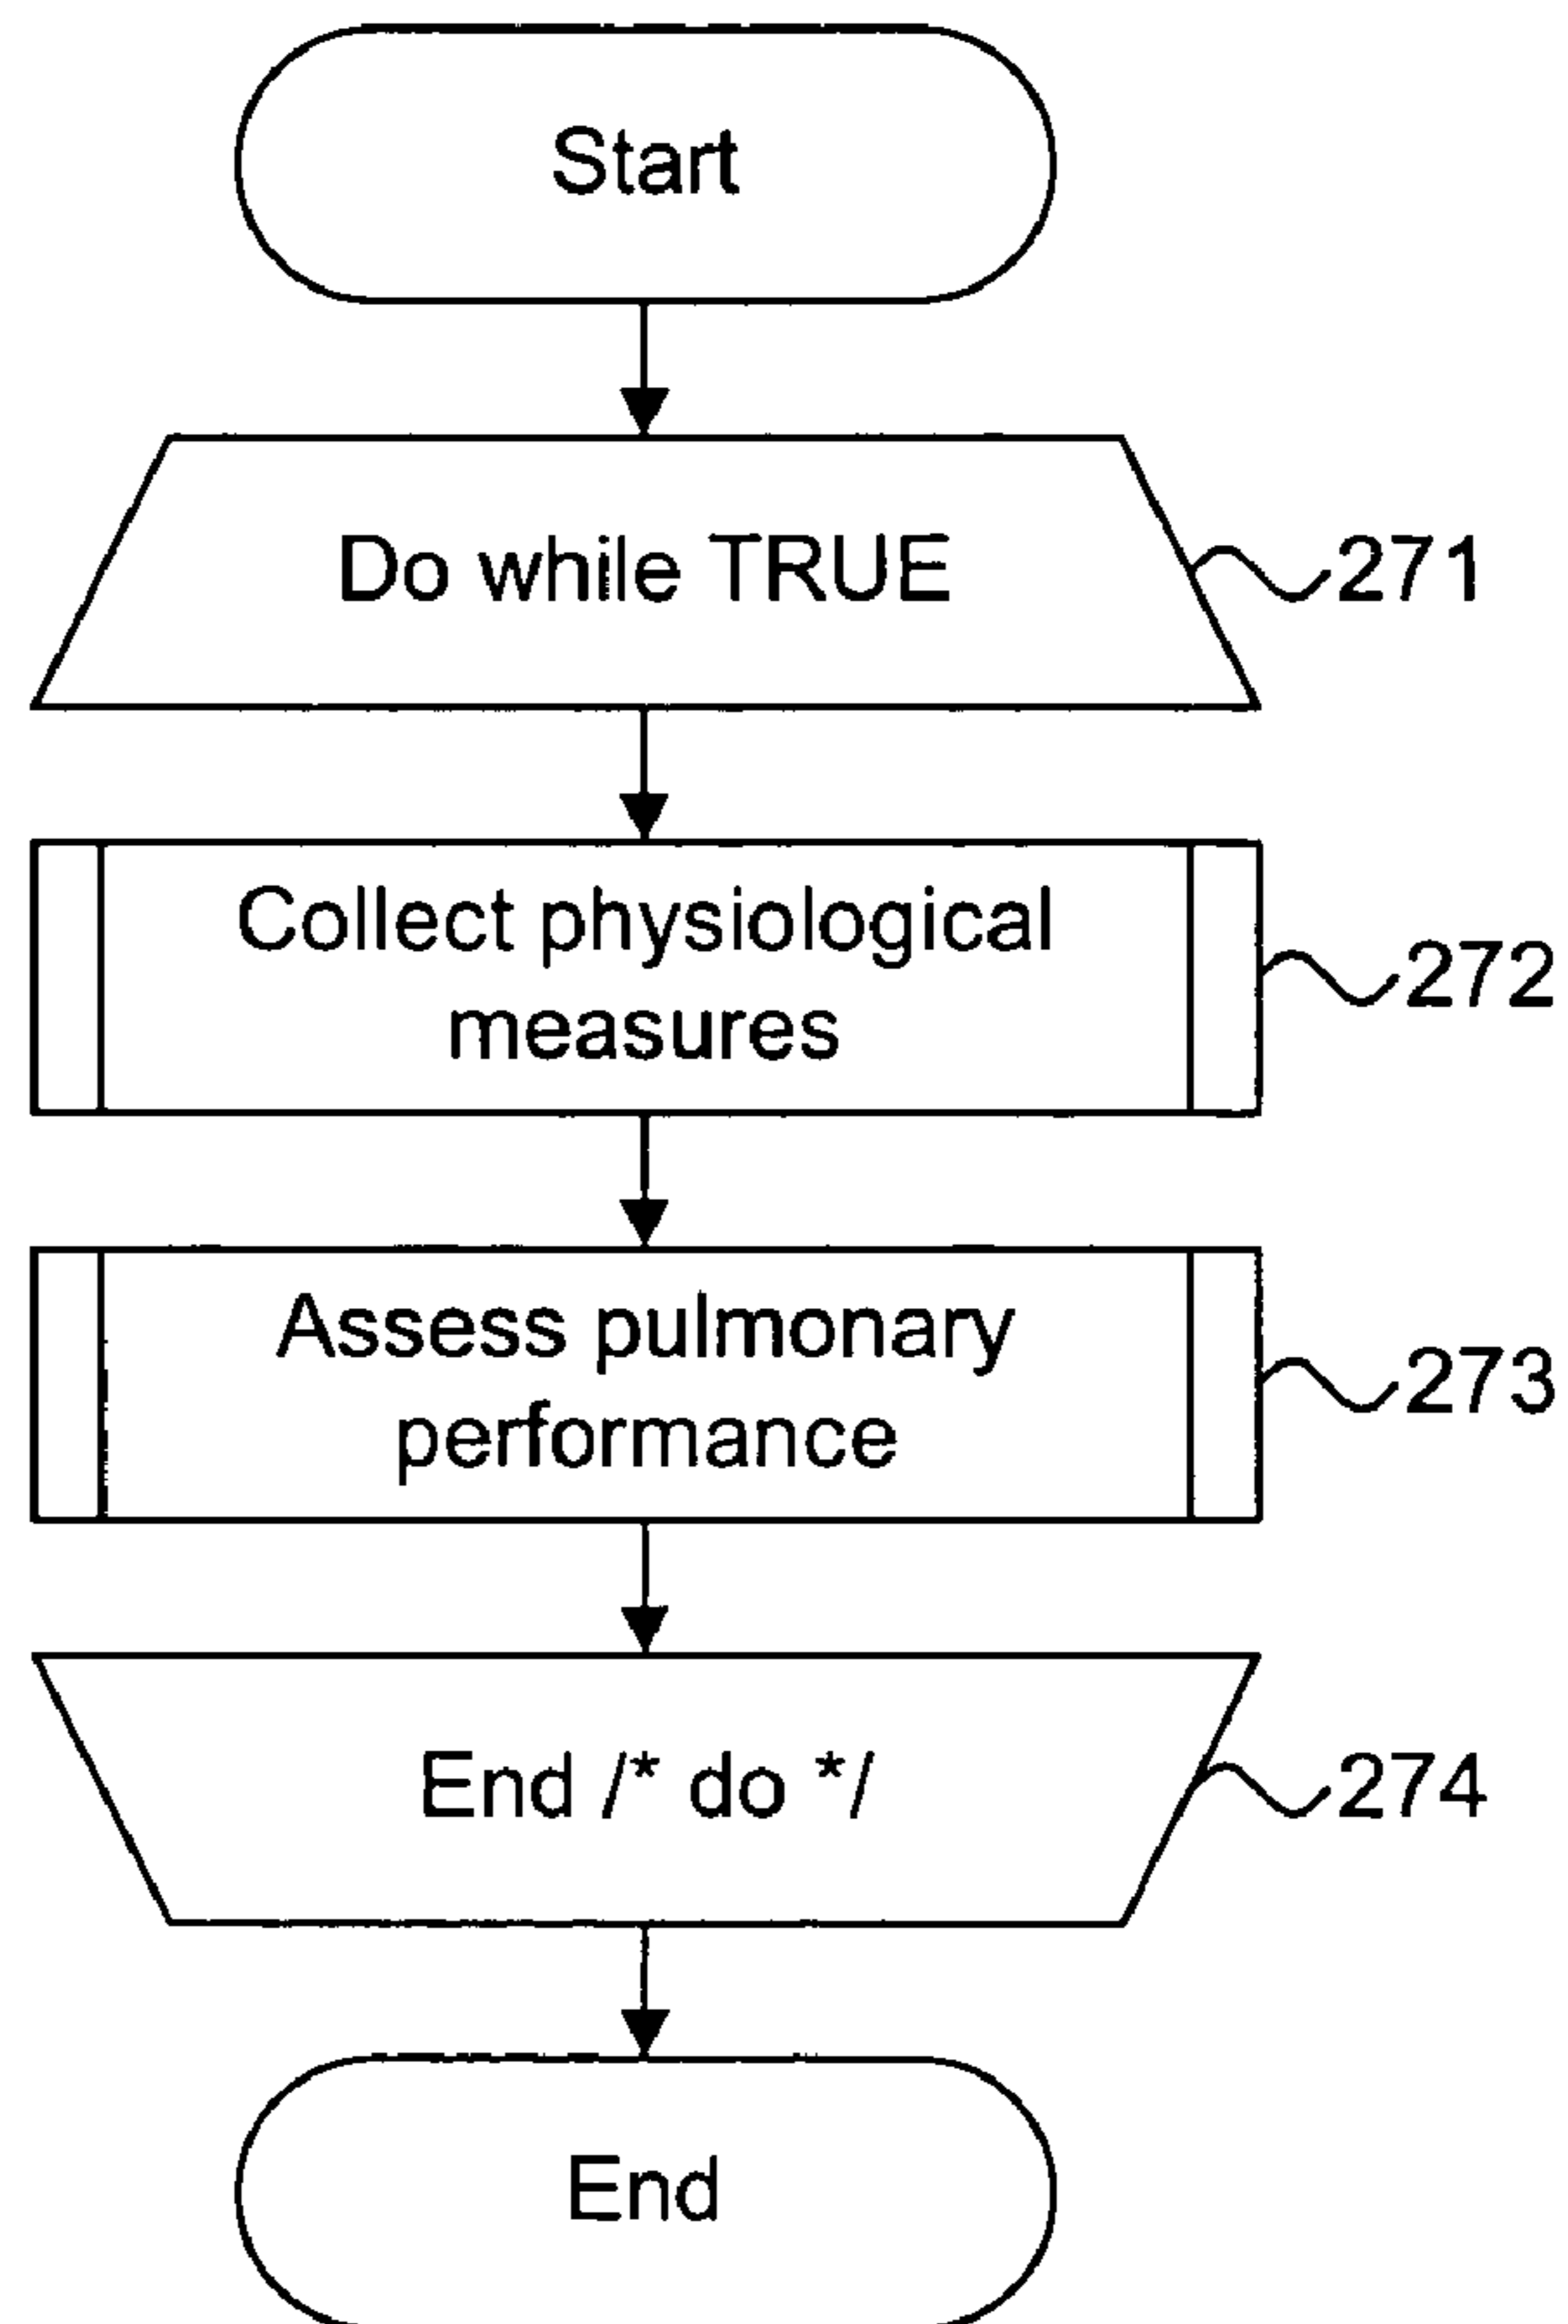 Start
Do while TRUE
271
Collect physiological
measures
272
Assess pulmonary
performance
273
End /* do */
274
End